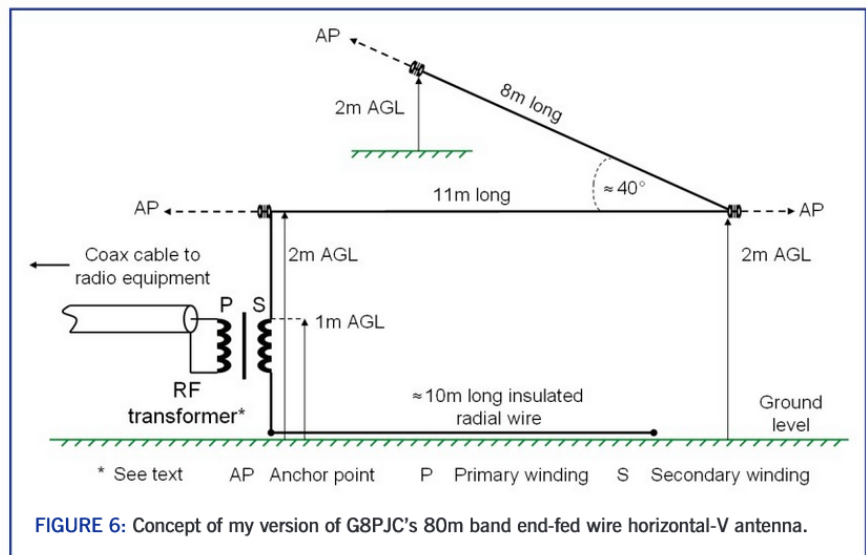 AP
8m long
2m AGL
11m long
≈ 40°
AP
AP
Coax cable to
radio equipment
2m AGL
2m AGL
P S
1m AGL
RF
transformer*
≈10m long insulated
radial wire
Ground
level
* See text AP Anchor point P Primary winding S Secondary winding
FIGURE 6: Concept of my version of G8PJC's 80m band end-fed wire horizontal-V antenna.